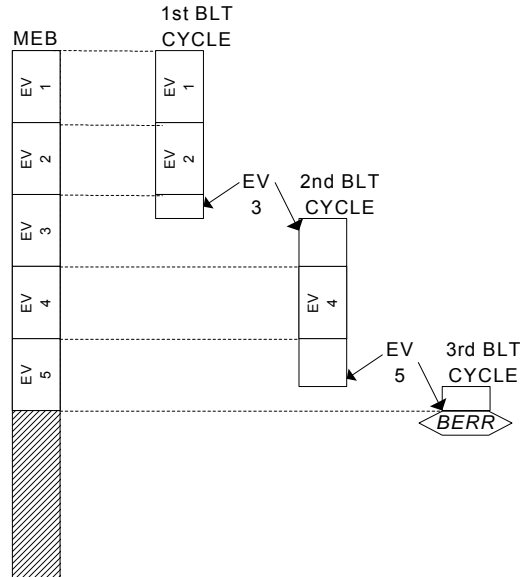 1st BLT
CYCLE
MEB
EV 1
EV 1
EV 2
EV 2
EV
3
2nd BLT
CYCLE
EV 3
EV 4
EV 4
EV 5
EV
5
3rd BLT
CYCLE
BERR